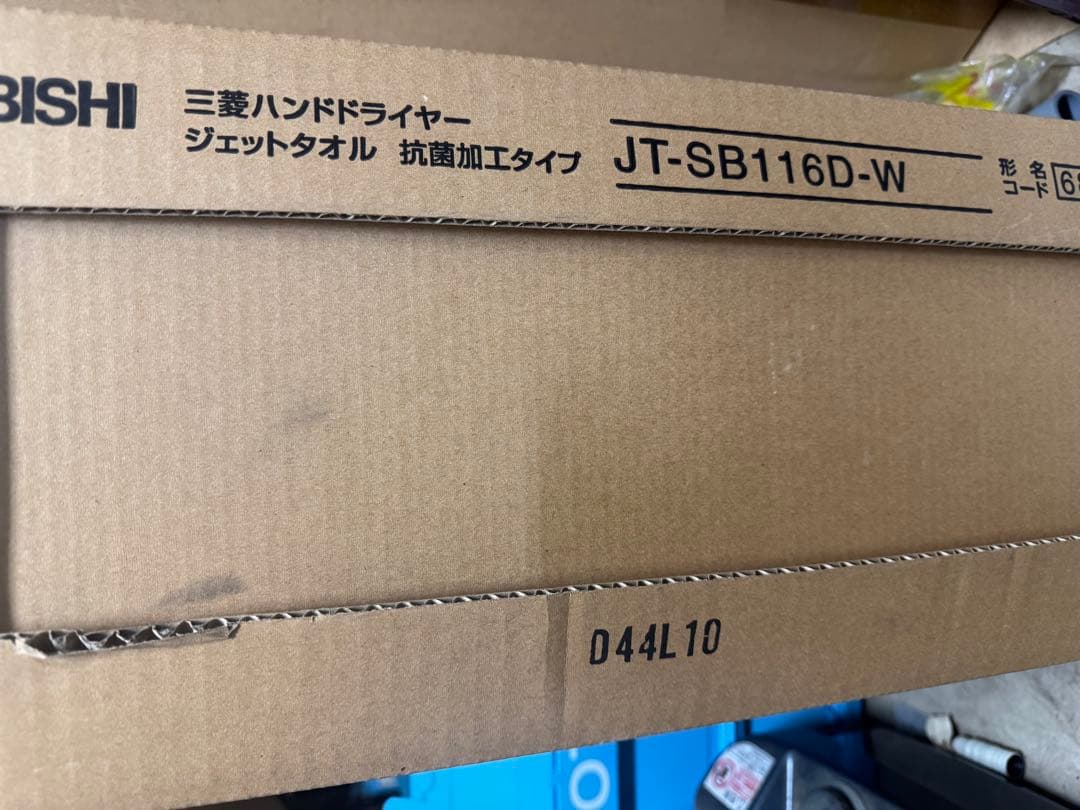 BISHI
三菱ハンドドライヤー
ジェットタオル 抗菌加工タイプ
JT-SB116D-W
形名
コード
6
D44L10